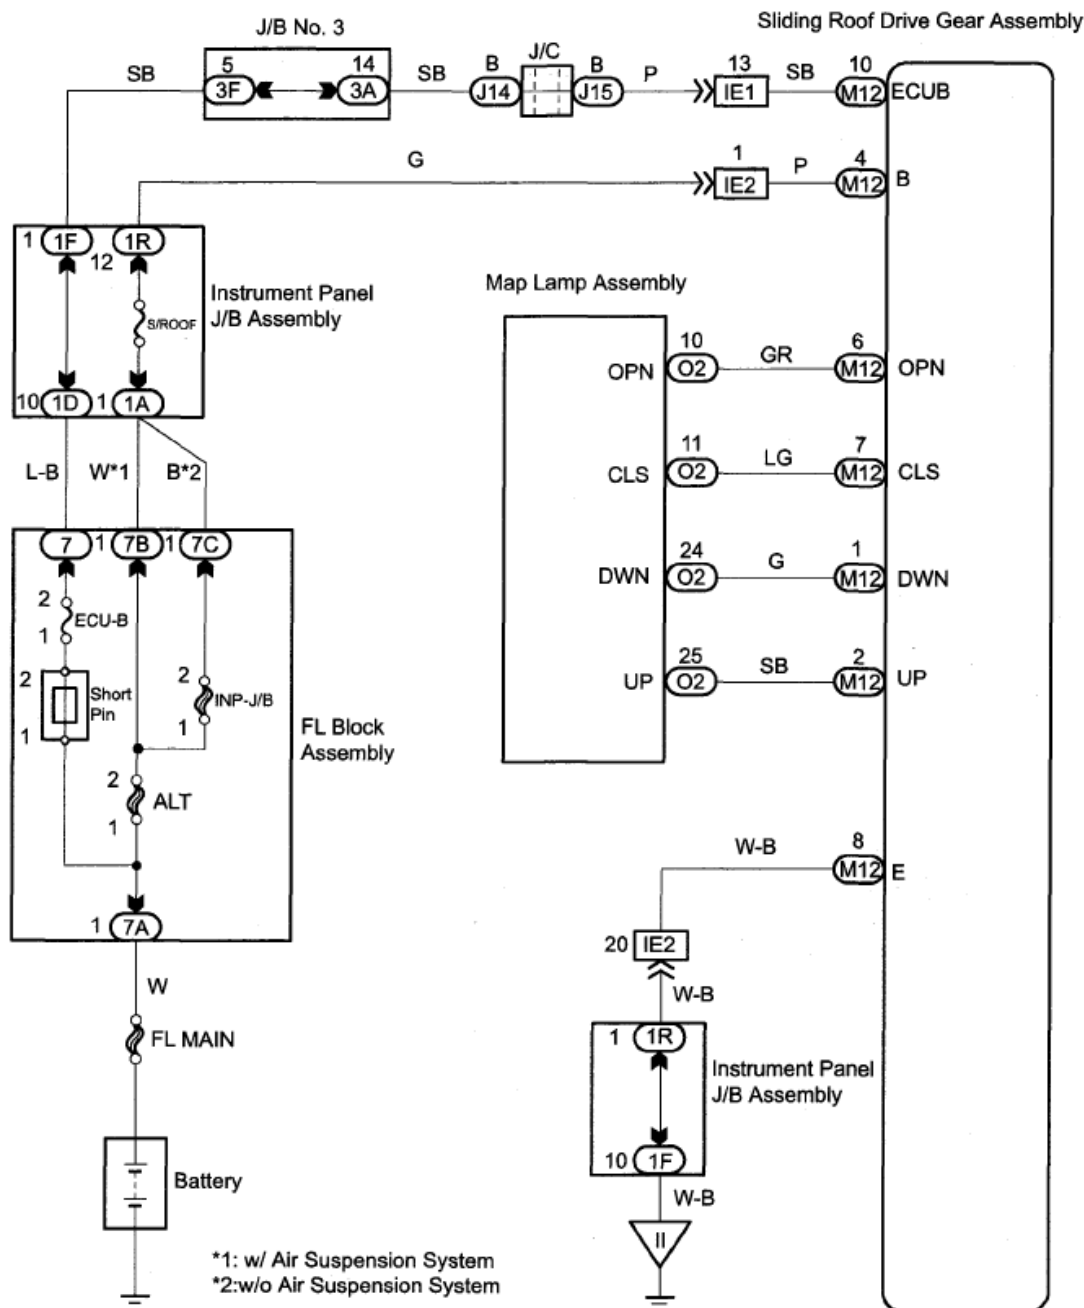 Sliding Roof Drive Gear Assembly
J/B No. 3
J/C
SB
5
3F
14
3A
SB
B
J14
B
J15
P
13
IE1
SB
10
M12
ECUB
G
1
IE2
P
4
M12
B
1
1F
12
1R
S/ROOF
Instrument Panel
J/B Assembly
10
1D
1
1A
L-B
W*1
B*2
Map Lamp Assembly
OPN
10
O2
GR
6
M12
OPN
CLS
11
O2
LG
7
M12
CLS
DWN
24
O2
G
1
M12
DWN
UP
25
O2
SB
2
M12
UP
7
1
7B
1
7C
2
ECU-B
1
2
Short
Pin
1
2
INP-J/B
1
FL Block
Assembly
2
ALT
1
1
7A
W
FL MAIN
Battery
W-B
8
M12
E
20
IE2
W-B
1
1R
Instrument Panel
J/B Assembly
10
1F
W-B
II
*1: w/ Air Suspension System
*2:w/o Air Suspension System